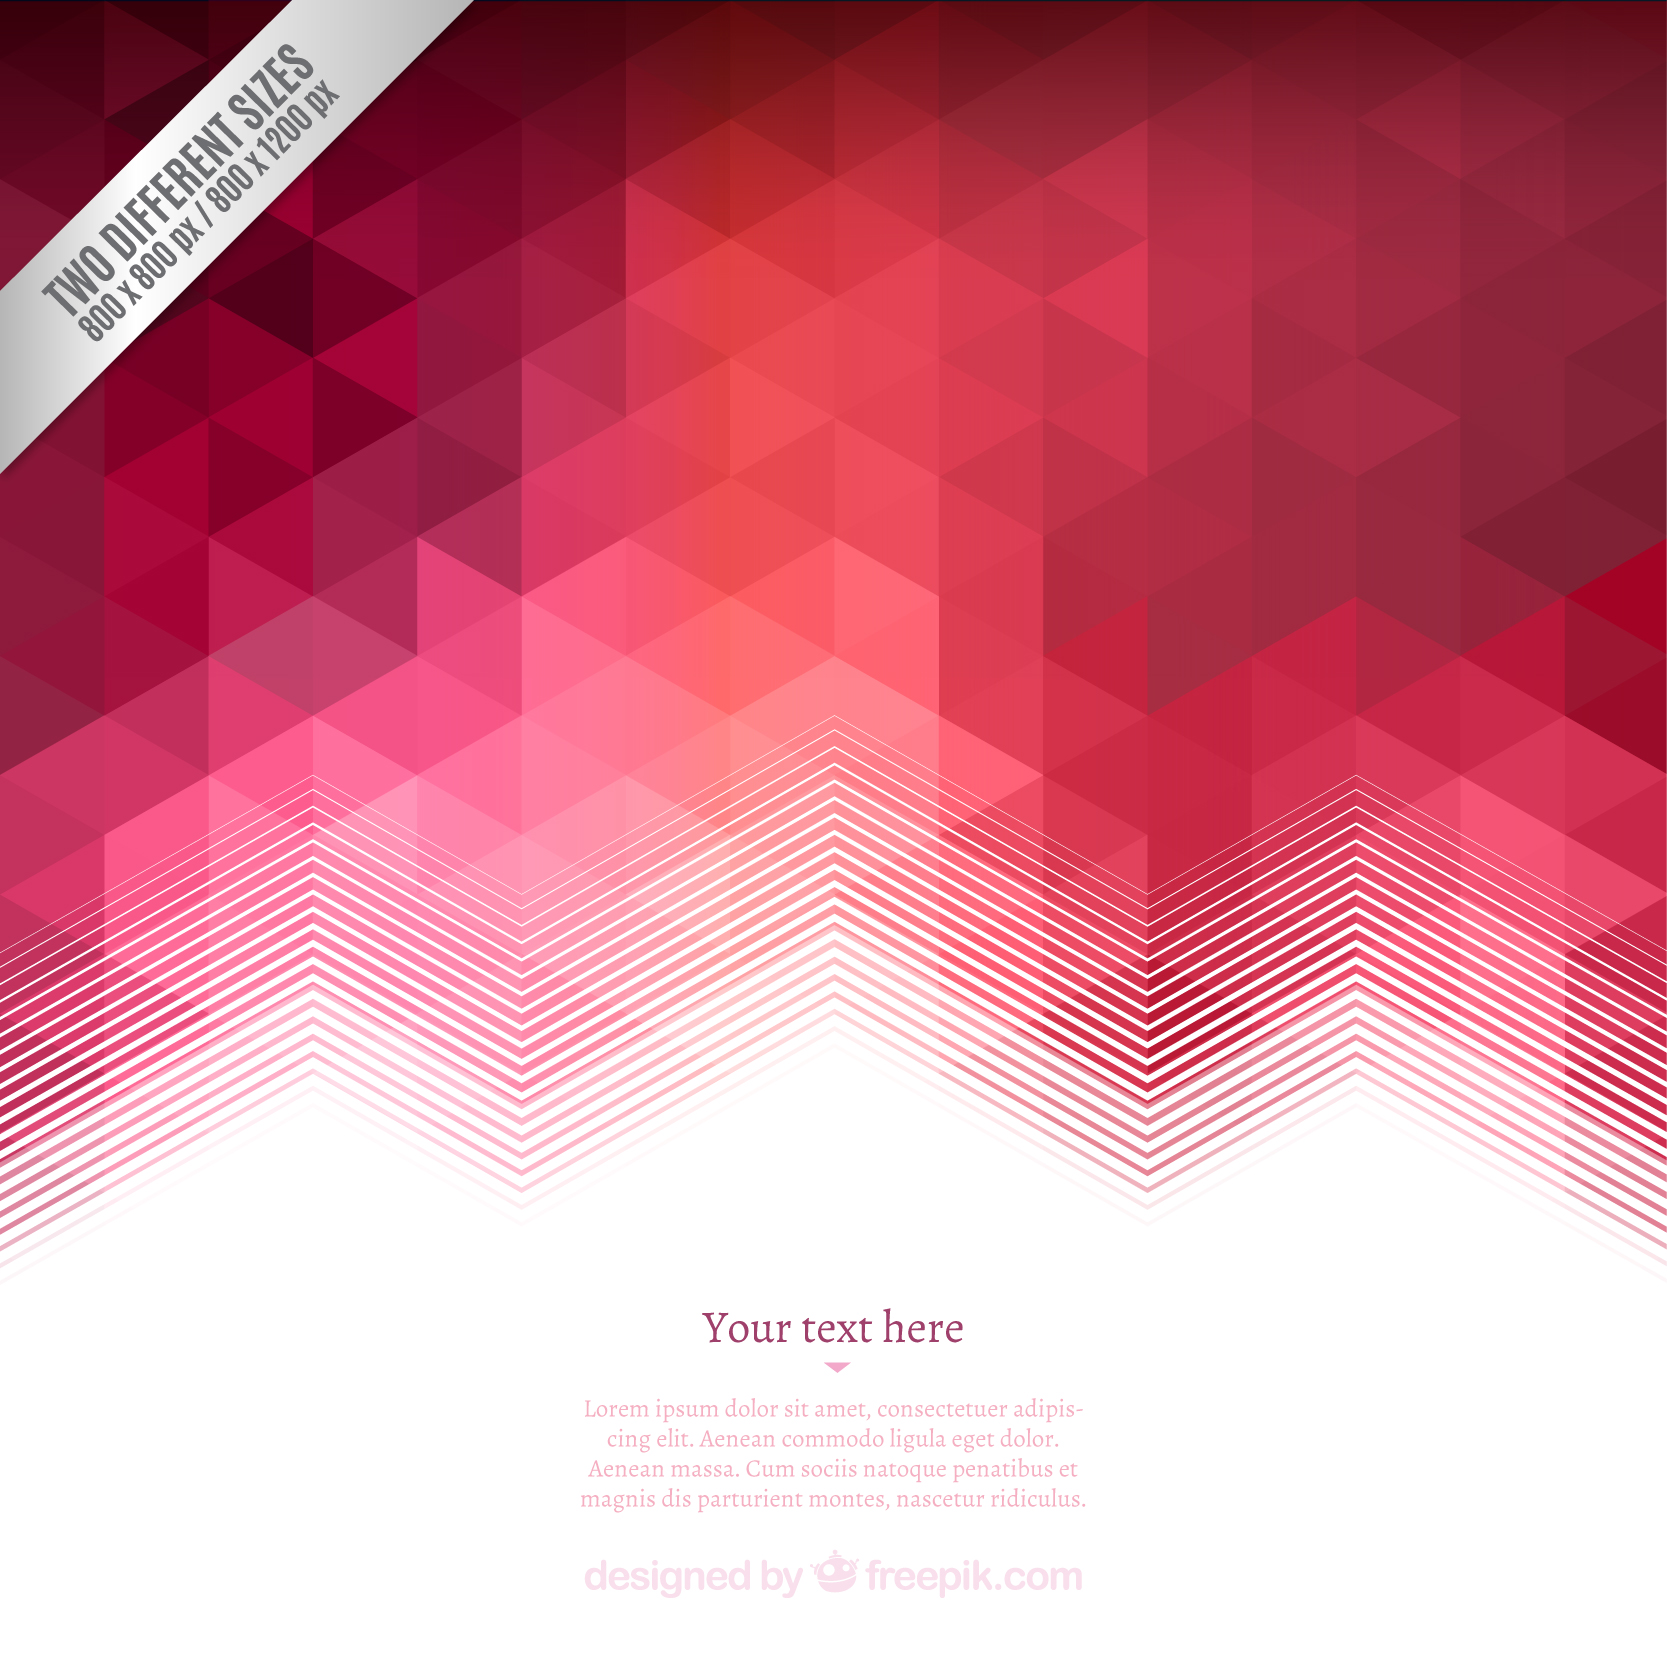 TWO DIFFERENT SIZES
800 x 800 px / 800 x 1200 px
Your text here
Lorem ipsum dolor sit amet, consectetuer adipis-
cing elit. Aenean commodo ligula eget dolor.
Aenean massa. Cum sociis natoque penatibus et
magnis dis parturient montes, nascetur ridiculus.
designed by freepik.com